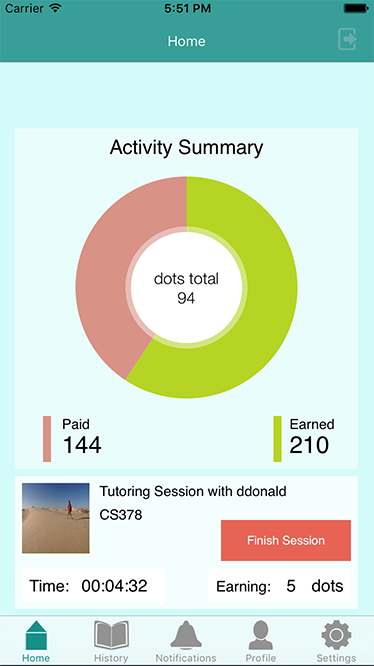 Carrier 5:51 PM
Home
Activity Summary
dots total
94
Paid
144
Earned
210
Tutoring Session with ddonald
CS378
Finish Session
Time: 00:04:32
Earning: 5 dots
Home History Notifications Profile Settings